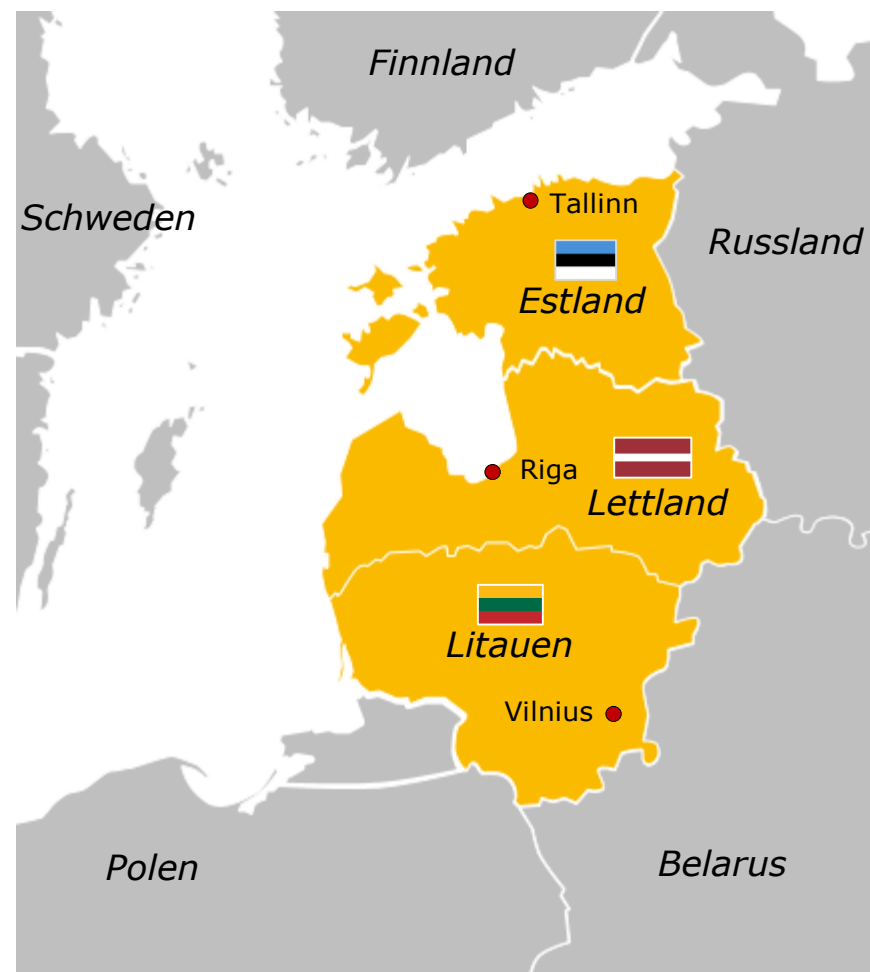 Finnland
Schweden
Tallinn
Russland
Estland
Riga
Lettland
Litauen
Vilnius
Polen
Belarus